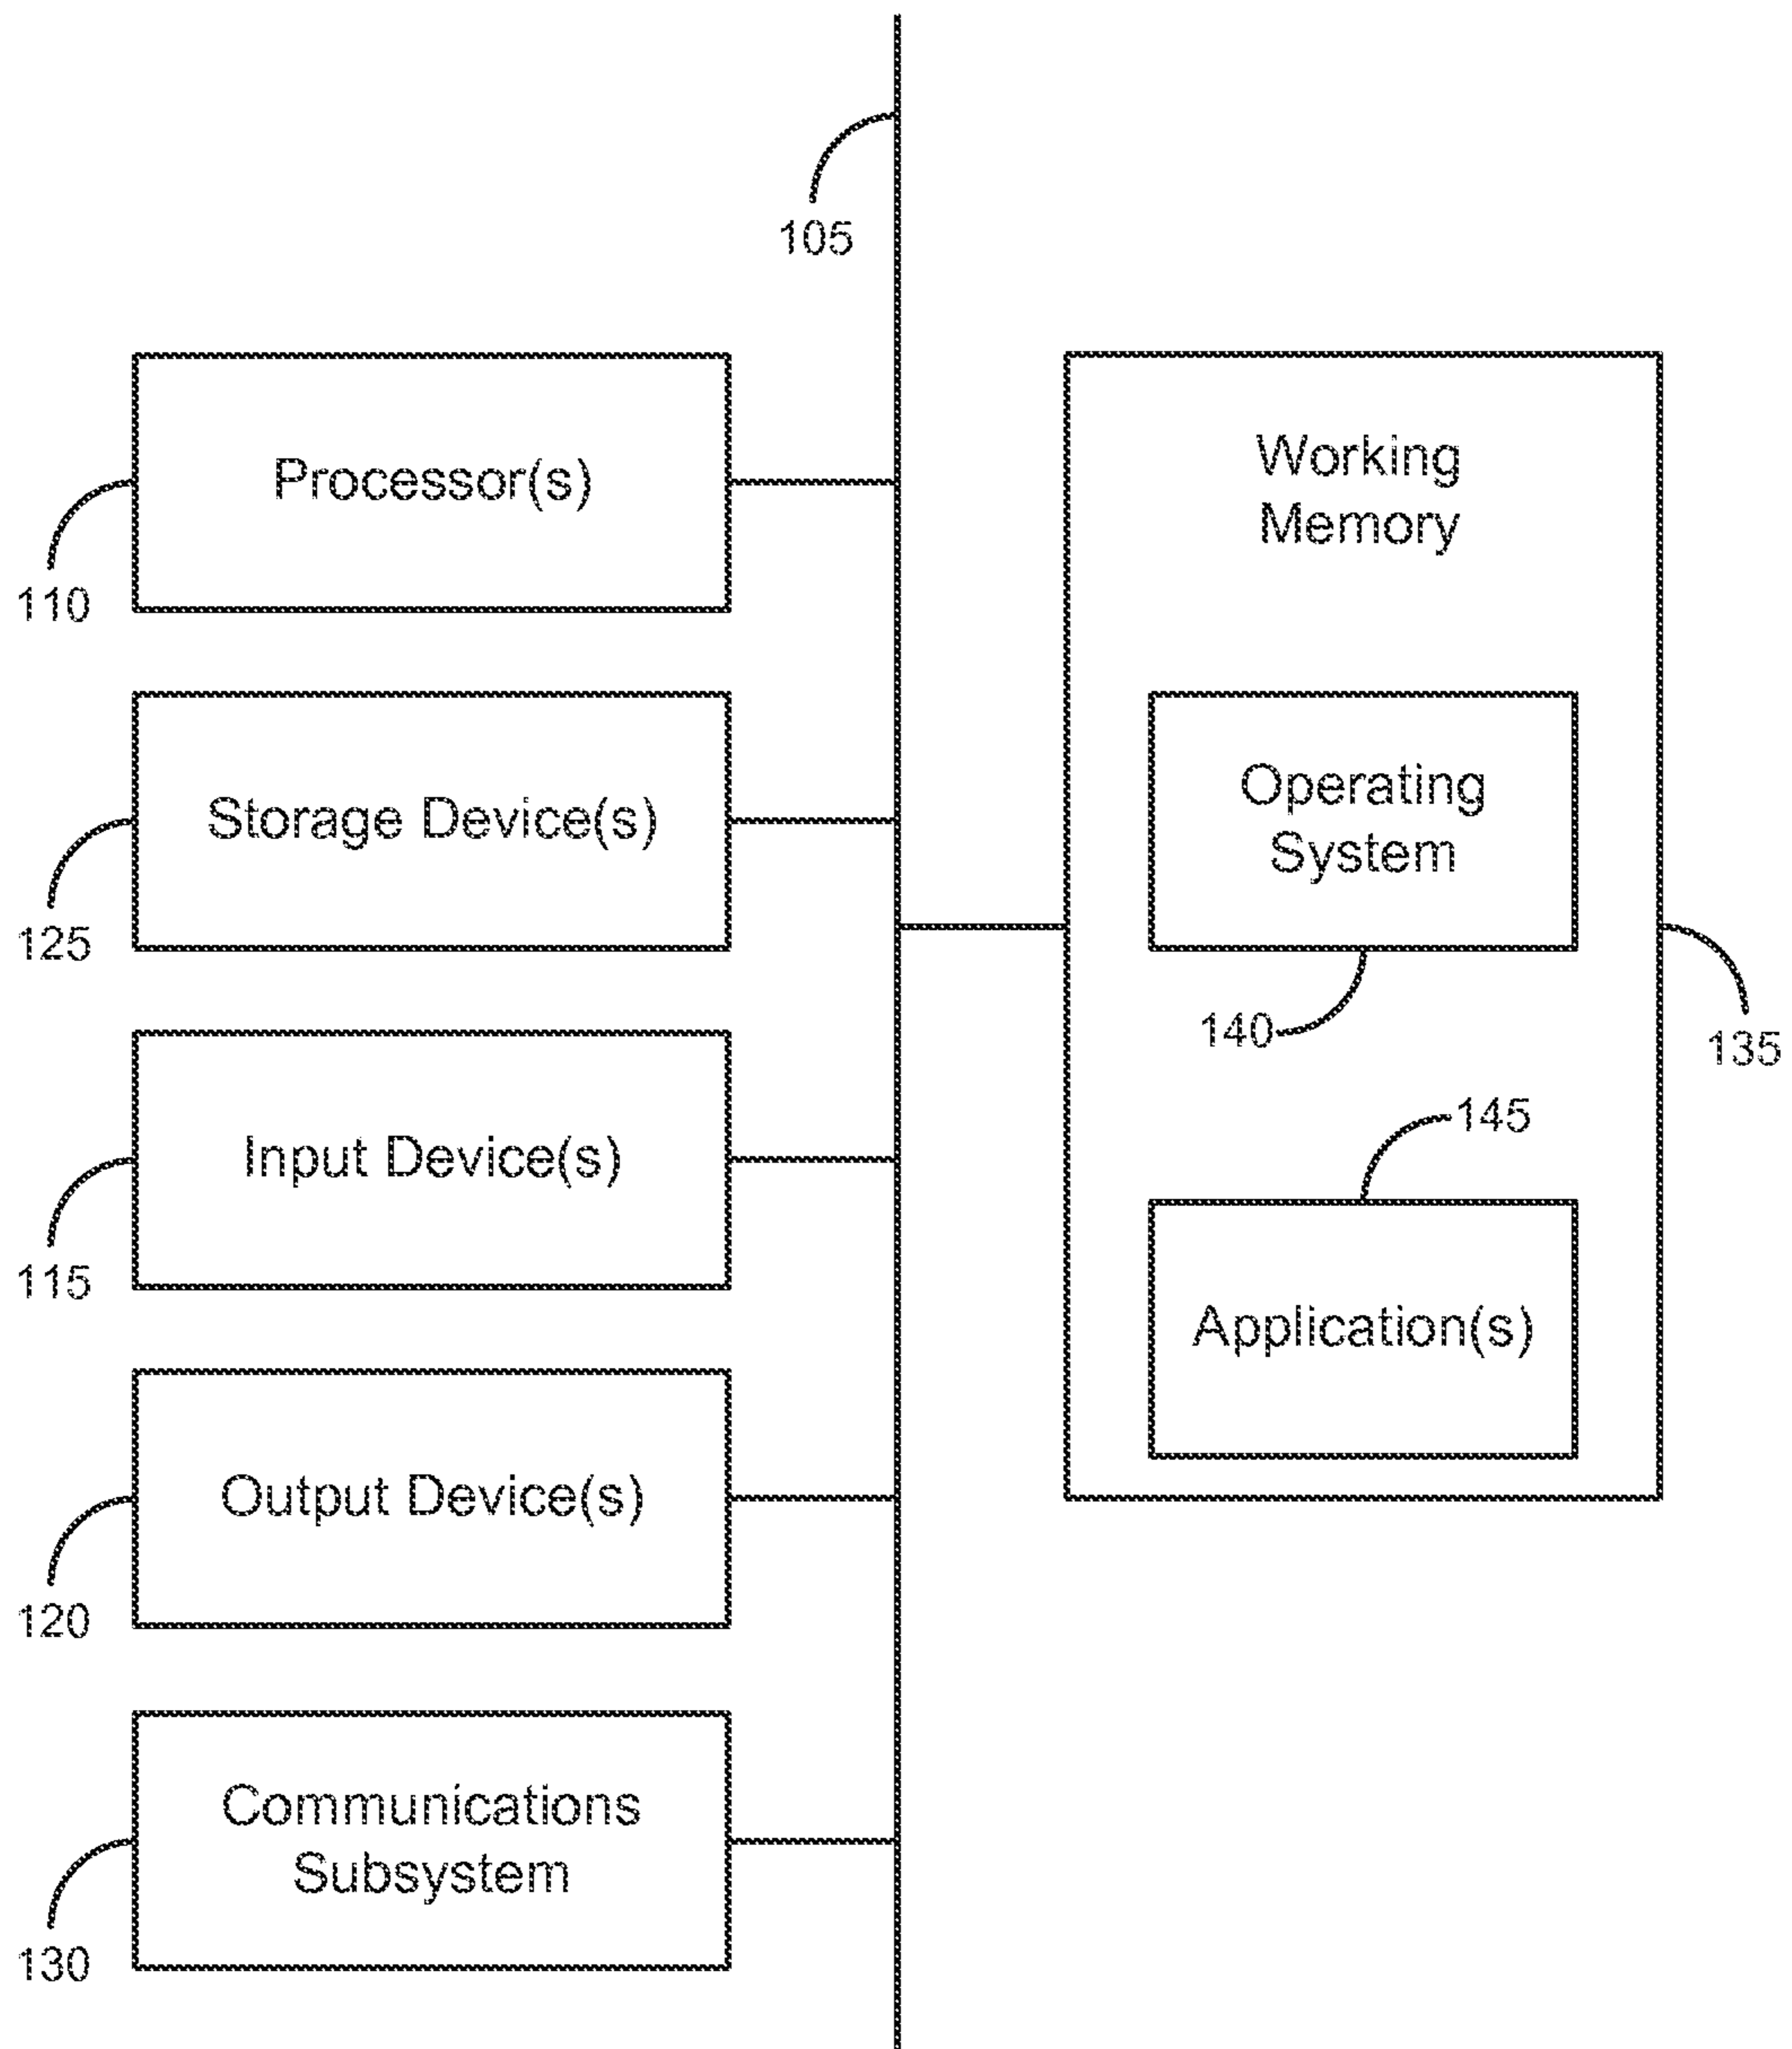 105
Processor(s)
110
Storage Device(s)
125
Input Device(s)
115
Output Device(s)
120
Communications
Subsystem
130
Working
Memory
Operating
System
140
135
145
Application(s)